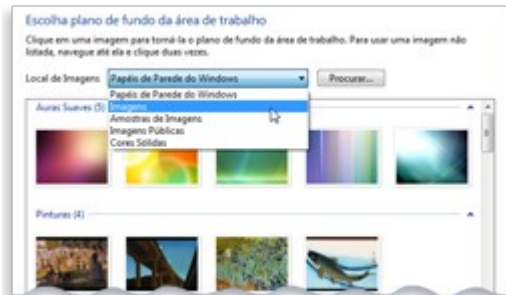 Escolha plano de fundo da área de trabalho
Clique em uma imagem para torná-la o plano de fundo da área de trabalho. Para usar uma imagem não
listada, navegue até ela e clique duas vezes.
Local de Imagens: Papéis de Parede do Windows Procurar...
Papéis de Parede do Windows
Imagens
Amostras de Imagens
Imagens Públicas
Cores Sólidas
Auras Suaves (5)
Pinturas (4)